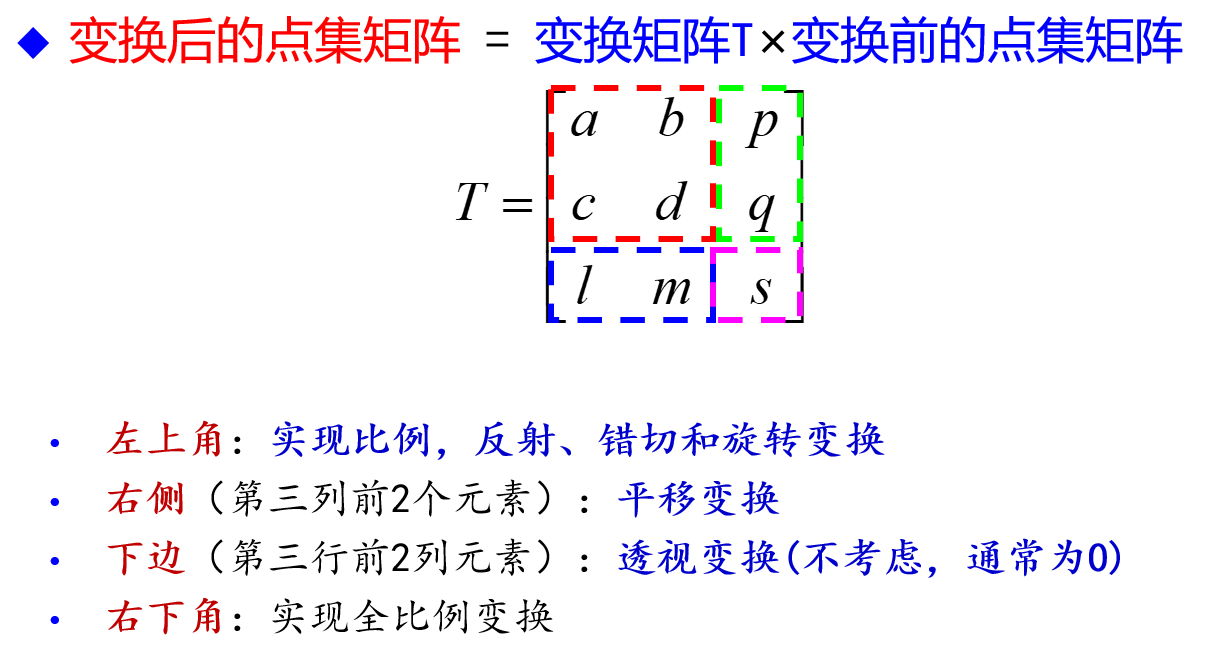 ◆ 变换后的点集矩阵 = 变换矩阵T×变换前的点集矩阵
a b p
T = c d q
l m s
• 左上角：实现比例，反射、错切和旋转变换
• 右侧（第三列前2个元素）：平移变换
• 下边（第三行前2列元素）：透视变换(不考虑，通常为0)
• 右下角：实现全比例变换